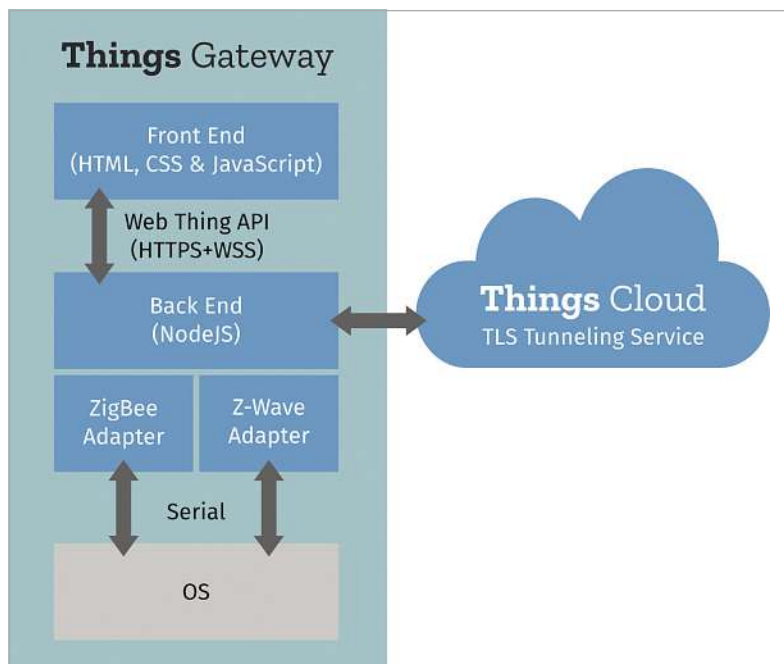 Things Gateway
Front End
(HTML, CSS & JavaScript)
Web Thing API
(HTTPS+WSS)
Back End
(NodeJS)
Things Cloud
TLS Tunneling Service
ZigBee
Adapter
Z-Wave
Adapter
Serial
OS